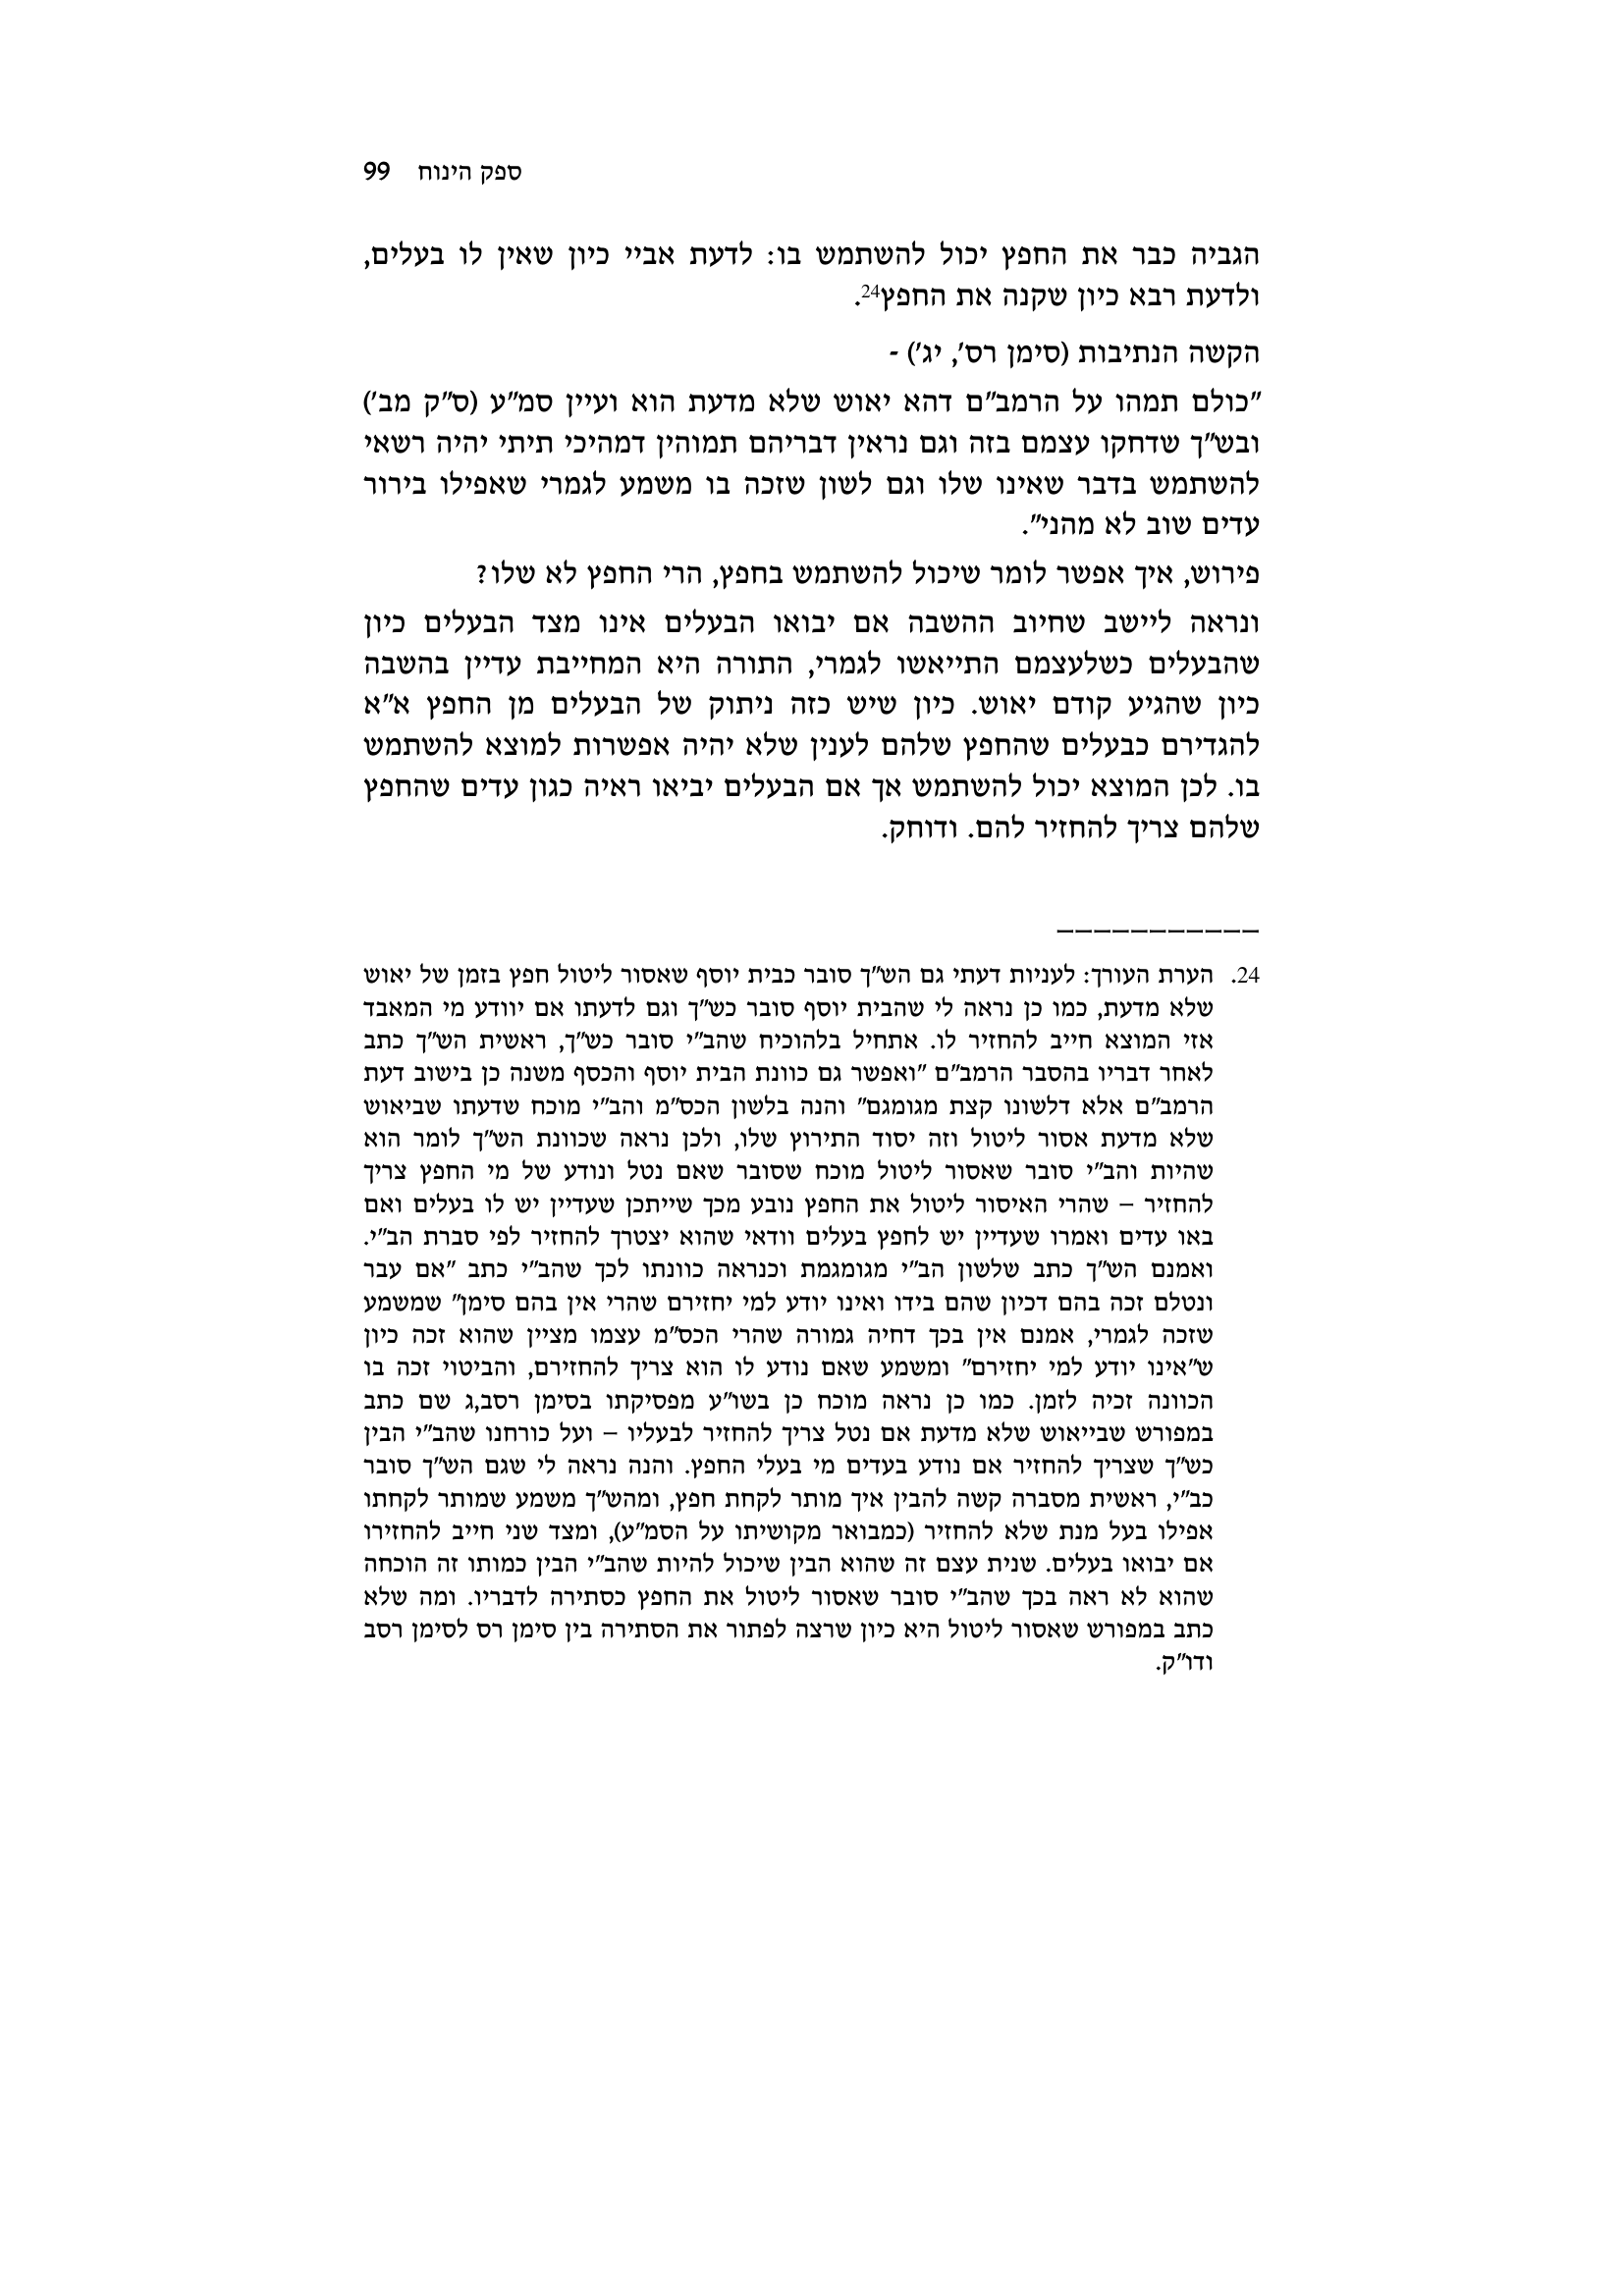 ספק הינוח 99
הגביה כבר את החפץ יכול להשתמש בו: לדעת אביי כיון שאין לו בעלים,
ולדעת רבא כיון שקנה את החפץ24.
הקשה הנתיבות (סימן רס', יג') -
"כולם תמהו על הרמב"ם דהא יאוש שלא מדעת הוא ועיין סמ"ע (ס"ק מב')
ובש"ך שדחקו עצמם בזה וגם נראין דבריהם תמוהין דמהיכי תיתי יהיה רשאי
להשתמש בדבר שאינו שלו וגם לשון שזכה בו משמע לגמרי שאפילו בירור
עדים שוב לא מהני".
פירוש, איך אפשר לומר שיכול להשתמש בחפץ, הרי החפץ לא שלו?
ונראה ליישב שחיוב ההשבה אם יבואו הבעלים אינו מצד הבעלים כיון
שהבעלים כשלעצמם התייאשו לגמרי, התורה היא המחייבת עדיין בהשבה
כיון שהגיע קודם יאוש. כיון שיש כזה ניתוק של הבעלים מן החפץ א"א
להגדירם כבעלים שהחפץ שלהם לענין שלא יהיה אפשרות למוצא להשתמש
בו. לכן המוצא יכול להשתמש אך אם הבעלים יביאו ראיה כגון עדים שהחפץ
שלהם צריך להחזיר להם. ודוחק.
–––––––––––
24. הערת העורך: לעניות דעתי גם הש"ך סובר כבית יוסף שאסור ליטול חפץ בזמן של יאוש
שלא מדעת, כמו כן נראה לי שהבית יוסף סובר כש"ך וגם לדעתו אם יוודע מי המאבד
אזי המוצא חייב להחזיר לו. אתחיל בלהוכיח שהב"י סובר כש"ך, ראשית הש"ך כתב
לאחר דבריו בהסבר הרמב"ם "ואפשר גם כוונת הבית יוסף והכסף משנה כן בישוב דעת
הרמב"ם אלא דלשונו קצת מגומגם" והנה בלשון הכס"מ והב"י מוכח שדעתו שביאוש
שלא מדעת אסור ליטול וזה יסוד התירוץ שלו, ולכן נראה שכוונת הש"ך לומר הוא
שהיות והב"י סובר שאסור ליטול מוכח שסובר שאם נטל ונודע של מי החפץ צריך
להחזיר – שהרי האיסור ליטול את החפץ נובע מכך שייתכן שעדיין יש לו בעלים ואם
באו עדים ואמרו שעדיין יש לחפץ בעלים וודאי שהוא יצטרך להחזיר לפי סברת הב"י.
ואמנם הש"ך כתב שלשון הב"י מגומגמת וכנראה כוונתו לכך שהב"י כתב "אם עבר
ונטלם זכה בהם דכיון שהם בידו ואינו יודע למי יחזירם שהרי אין בהם סימן" שמשמע
שזכה לגמרי, אמנם אין בכך דחיה גמורה שהרי הכס"מ עצמו מציין שהוא זכה כיון
ש"אינו יודע למי יחזירם" ומשמע שאם נודע לו הוא צריך להחזירם, והביטוי זכה בו
הכוונה זכיה לזמן. כמו כן נראה מוכח כן בשו"ע מפסיקתו בסימן רסב,ג שם כתב
במפורש שבייאוש שלא מדעת אם נטל צריך להחזיר לבעליו – ועל כורחנו שהב"י הבין
כש"ך שצריך להחזיר אם נודע בעדים מי בעלי החפץ. והנה נראה לי שגם הש"ך סובר
כב"י, ראשית מסברה קשה להבין איך מותר לקחת חפץ, ומהש"ך משמע שמותר לקחתו
אפילו בעל מנת שלא להחזיר (כמבואר מקושיתו על הסמ"ע), ומצד שני חייב להחזירו
אם יבואו בעלים. שנית עצם זה שהוא הבין שיכול להיות שהב"י הבין כמותו זה הוכחה
שהוא לא ראה בכך שהב"י סובר שאסור ליטול את החפץ כסתירה לדבריו. ומה שלא
כתב במפורש שאסור ליטול היא כיון שרצה לפתור את הסתירה בין סימן רס לסימן רסב
ודו"ק.